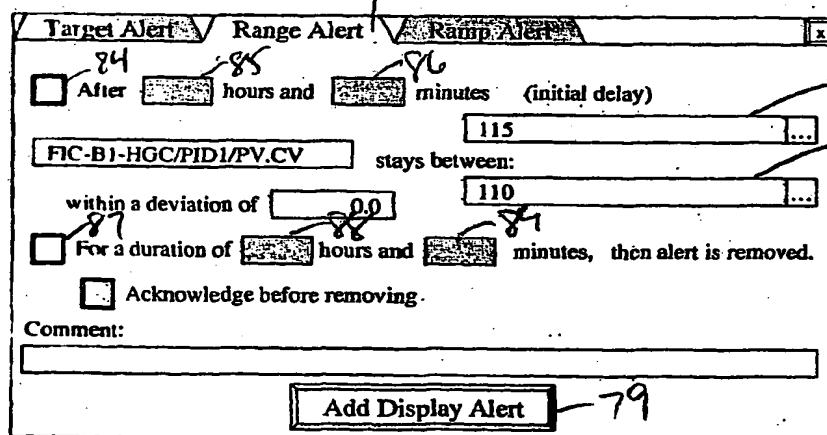 Target Alert Range Alert Ramp Alert x
84 85 86
After hours and minutes (initial delay)
115 ...
FIC-B1-HGC/PID1/PV.CV stays between:
110 ...
within a deviation of 0.0
87 88 89
For a duration of hours and minutes, then alert is removed.
Acknowledge before removing.
Comment:
Add Display Alert 79